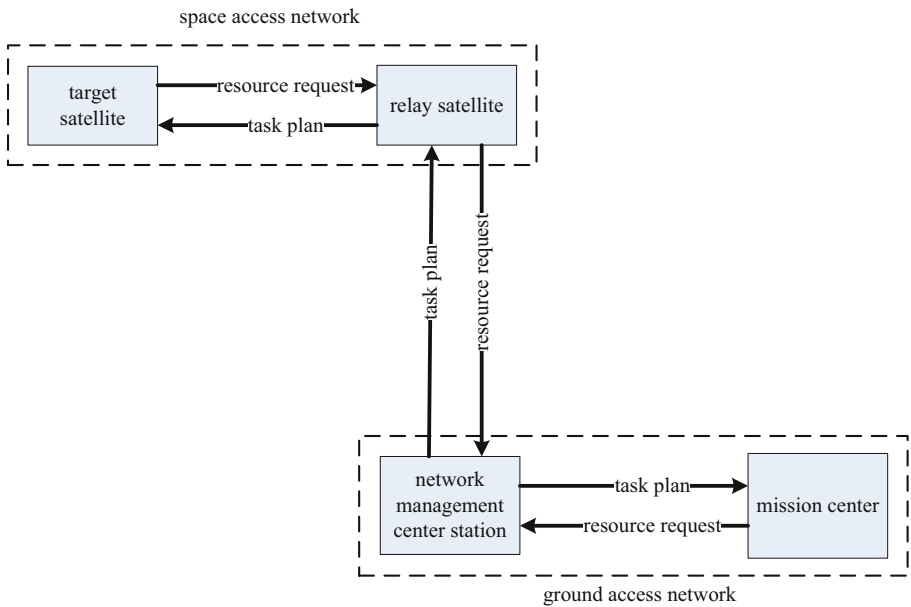 space access network
target
satellite
resource request
task plan
relay satellite
task plan
resource request
network
management
center station
task plan
resource request
mission center
ground access network